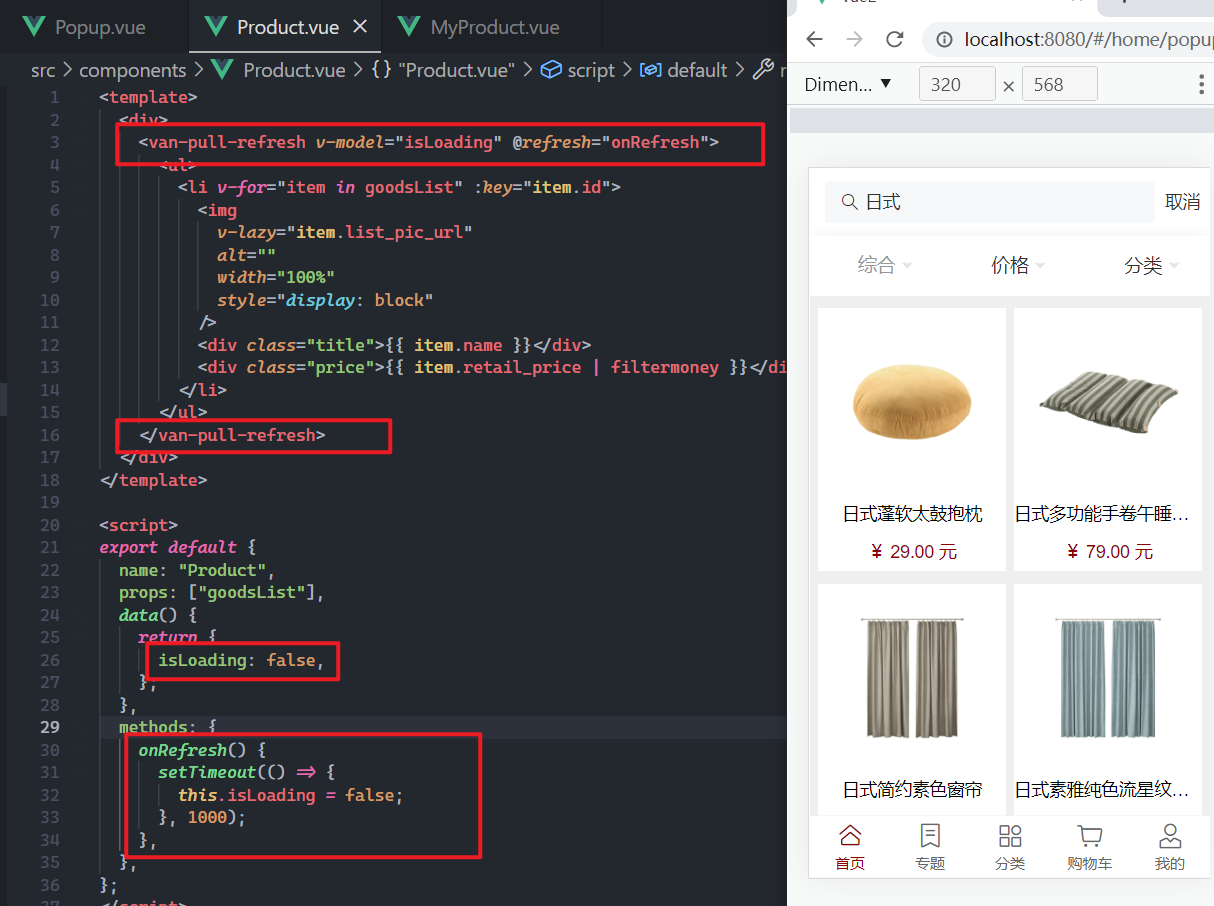 Popup.vue Product.vue × MyProduct.vue
src > components > Product.vue > {} "Product.vue" > script > default >
1 <template>
2 <div>
3 <van-pull-refresh v-model="isLoading" @refresh="onRefresh">
4 <ul>
5 <li v-for="item in goodsList" :key="item.id">
6 <img
7 v-lazy="item.list_pic_url"
8 alt=""
9 width="100%"
10 style="display: block"
11 />
12 <div class="title">{{ item.name }}</div>
13 <div class="price">{{ item.retail_price | filtermoney }}</di
14 </li>
15 </ul>
16 </van-pull-refresh>
17 </div>
18 </template>
19
20 <script>
21 export default {
22 name: "Product",
23 props: ["goodsList"],
24 data() {
25 return {
26 isLoading: false,
27 };
28 },
29 methods: {
30 onRefresh() {
31 setTimeout(() => {
32 this.isLoading = false;
33 }, 1000);
34 },
35 },
36 };
37 </script>
localhost:8080/#/home/popu
Dimen... ▼ 320 × 568
日式 取消
综合 价格 分类
日式蓬软太鼓抱枕
¥ 29.00 元
日式多功能手卷午睡...
¥ 79.00 元
日式简约素色窗帘
日式素雅纯色流星纹...
首页 专题 分类 购物车 我的